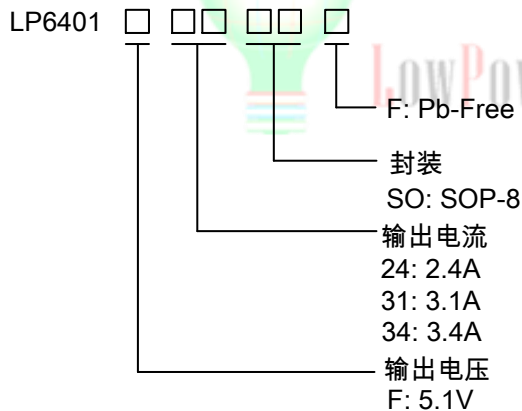 LP6401 □ □□ □□ □
LowPow
F: Pb-Free
封装
SO: SOP-8
输出电流
24: 2.4A
31: 3.1A
34: 3.4A
输出电压
F: 5.1V